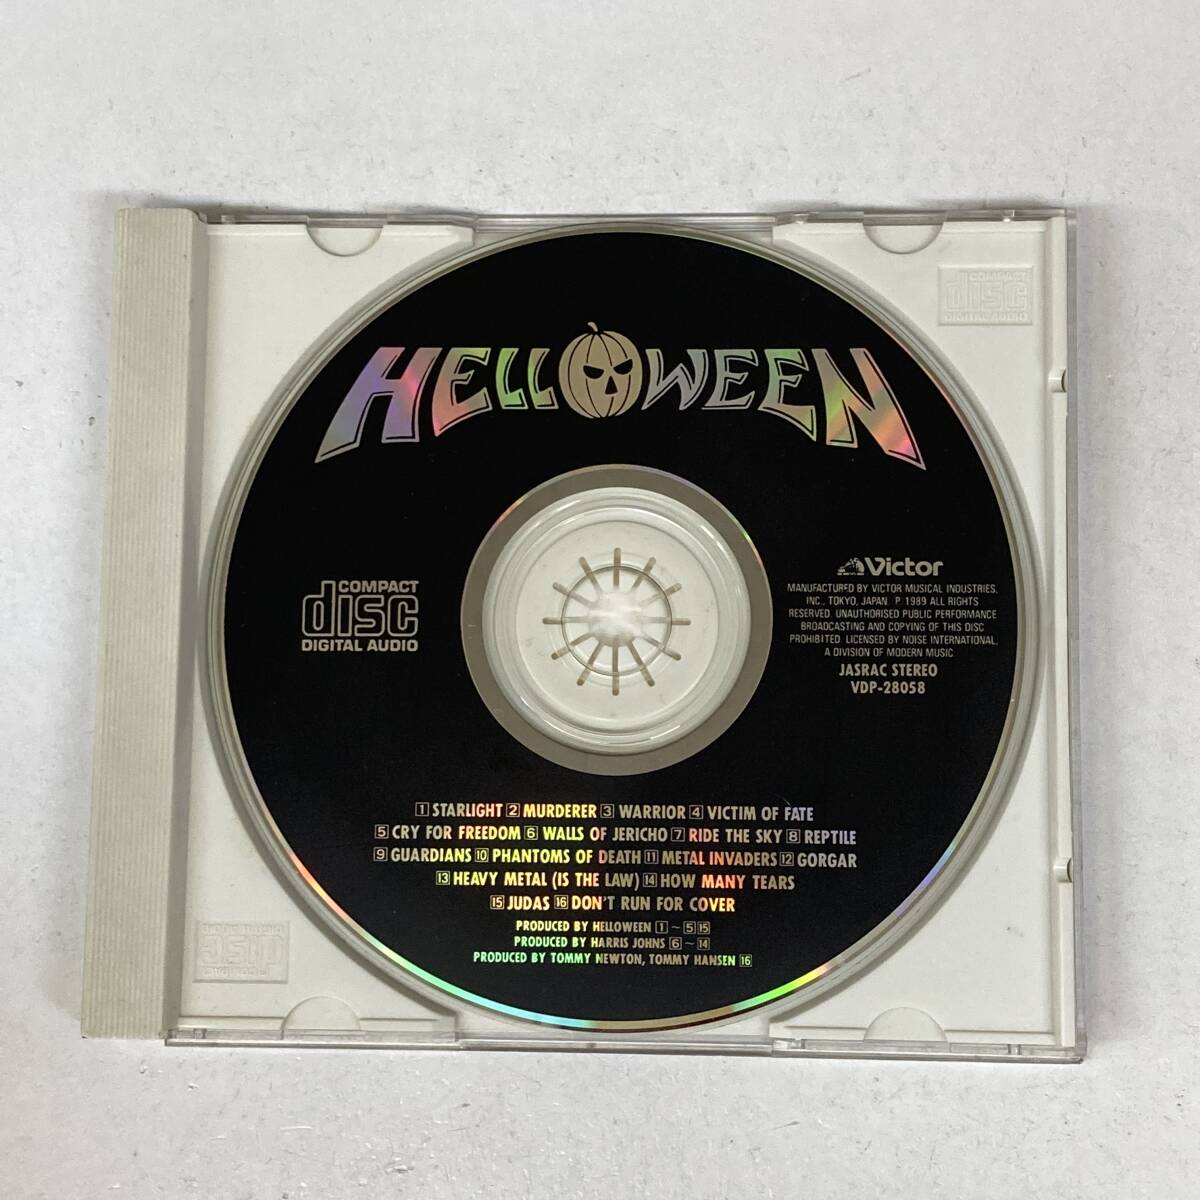 HELLOWEEN
COMPACT
disc
DIGITAL AUDIO
COMPACT
disc
DIGITAL AUDIO
Victor
MANUFACTURED BY VICTOR MUSICAL INDUSTRIES,
INC., TOKYO, JAPAN P 1989 ALL RIGHTS
RESERVED. UNAUTHORISED PUBLIC PERFORMANCE
BROADCASTING AND COPYING OF THIS DISC
PROHIBITED. LICENSED BY NOISE INTERNATIONAL,
A DIVISION OF MODERN MUSIC
JASRAC STEREO
VDP-28058
1 STARLIGHT 2 MURDERER 3 WARRIOR 4 VICTIM OF FATE
5 CRY FOR FREEDOM 6 WALLS OF JERICHO 7 RIDE THE SKY 8 REPTILE
9 GUARDIANS 10 PHANTOMS OF DEATH 11 METAL INVADERS 12 GORGAR
13 HEAVY METAL (IS THE LAW) 14 HOW MANY TEARS
15 JUDAS 16 DON'T RUN FOR COVER
PRODUCED BY HELLOWEEN 1 ~ 5 15
PRODUCED BY HARRIS JOHNS 6 ~ 14
PRODUCED BY TOMMY NEWTON, TOMMY HANSEN 16
COMPACT
disc
DIGITAL AUDIO